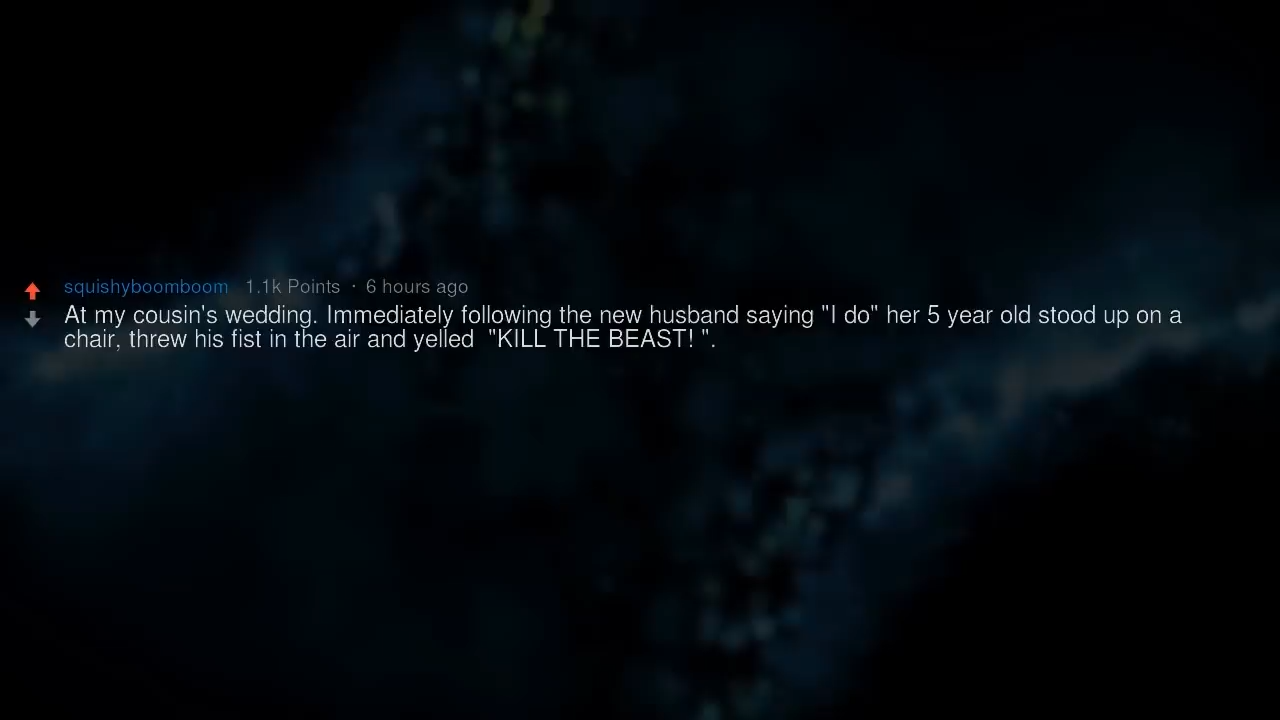 squishyboomboom 1.1k Points · 6 hours ago
At my cousin's wedding. Immediately following the new husband saying "I do" her 5 year old stood up on a
chair, threw his fist in the air and yelled  "KILL THE BEAST! ".